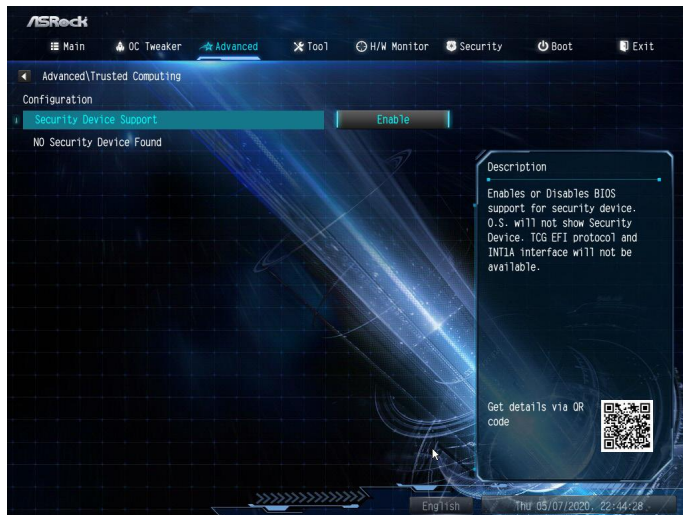 ASRock
Main OC Tweaker Advanced Tool H/W Monitor Security Boot Exit
Advanced\Trusted Computing
Configuration
Security Device Support Enable
NO Security Device Found
Description
Enables or Disables BIOS
support for security device.
O.S. will not show Security
Device. TCG EFI protocol and
INT1A interface will not be
available.
Get details via QR
code
English Thu 05/07/2020, 22:44:28